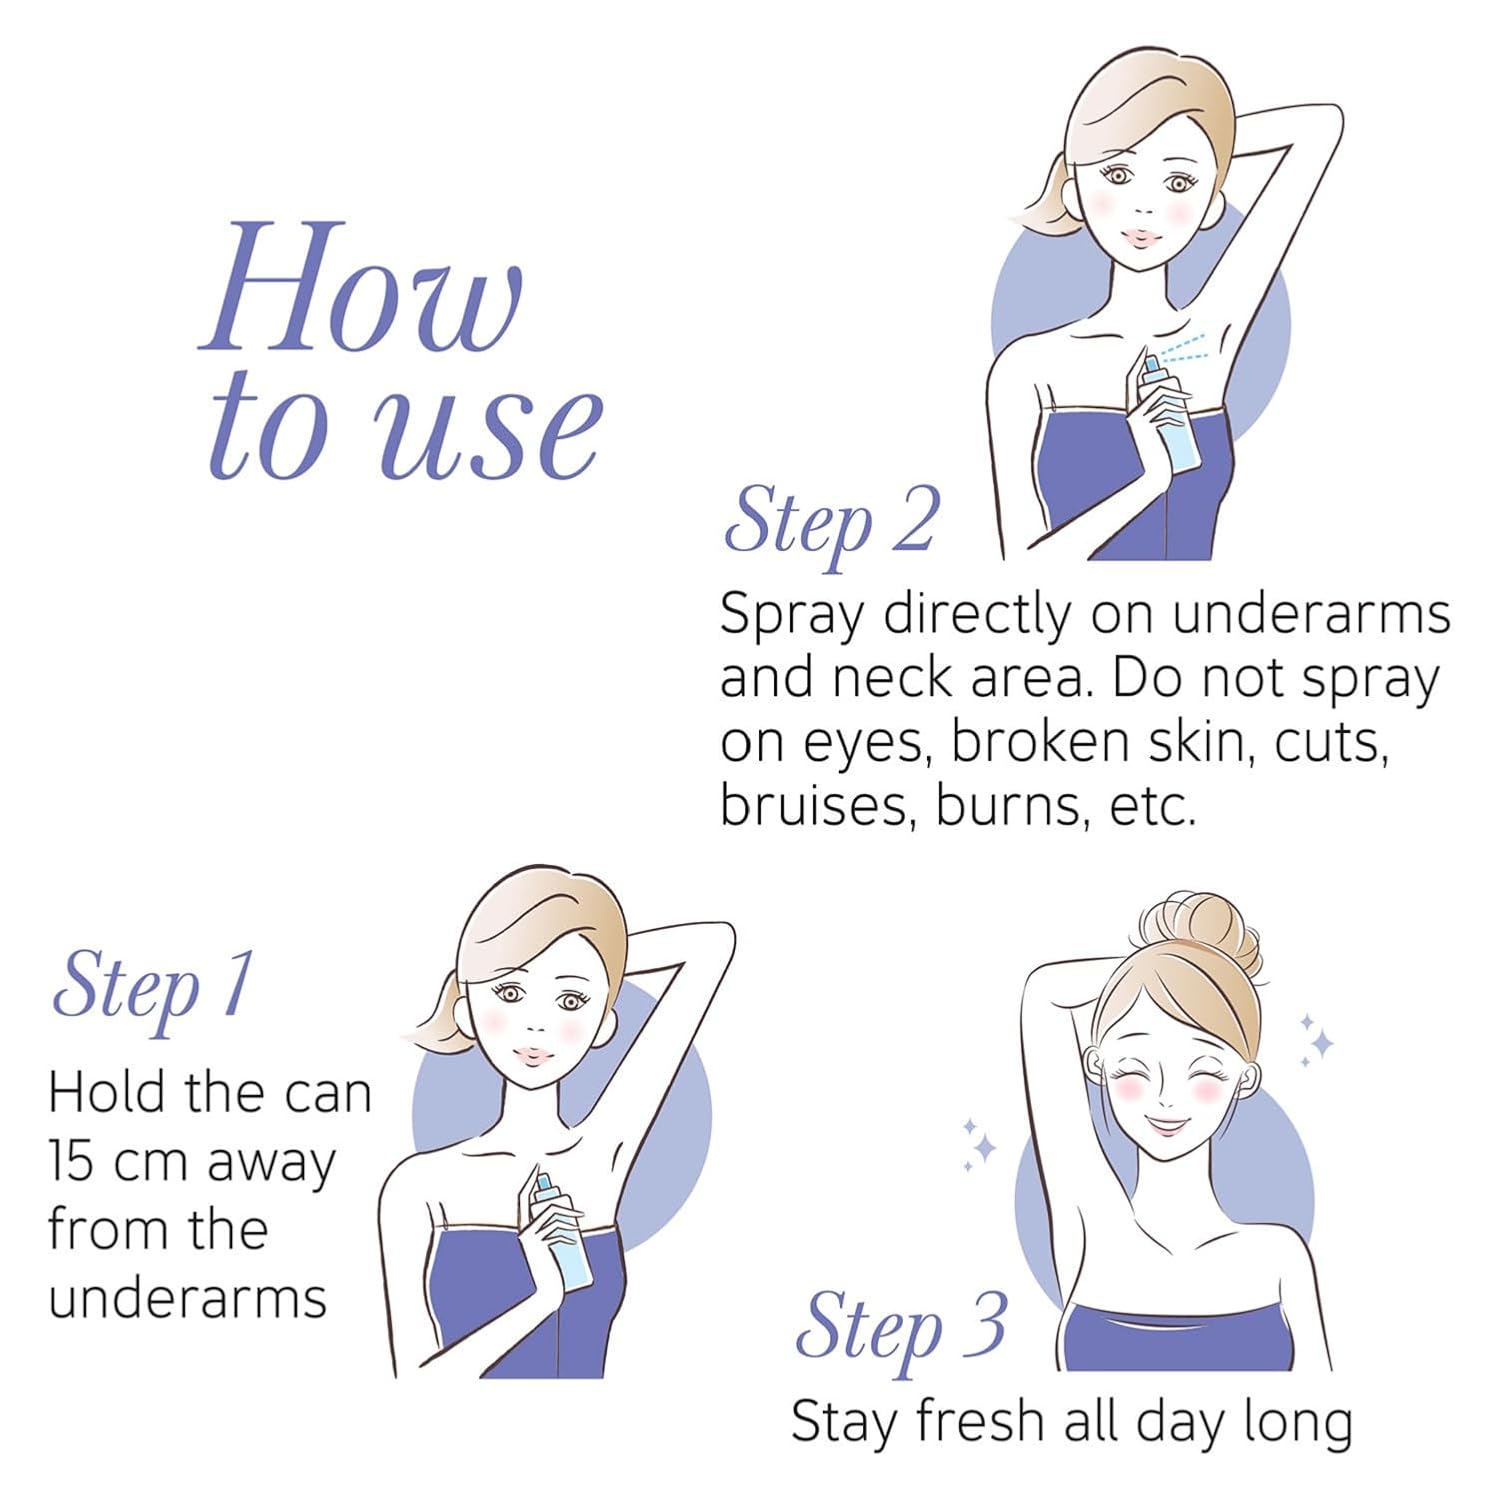 How
to use
Step 1
Hold the can
15 cm away
from the
underarms
Step 2
Spray directly on underarms
and neck area. Do not spray
on eyes, broken skin, cuts,
bruises, burns, etc.
Step 3
Stay fresh all day long